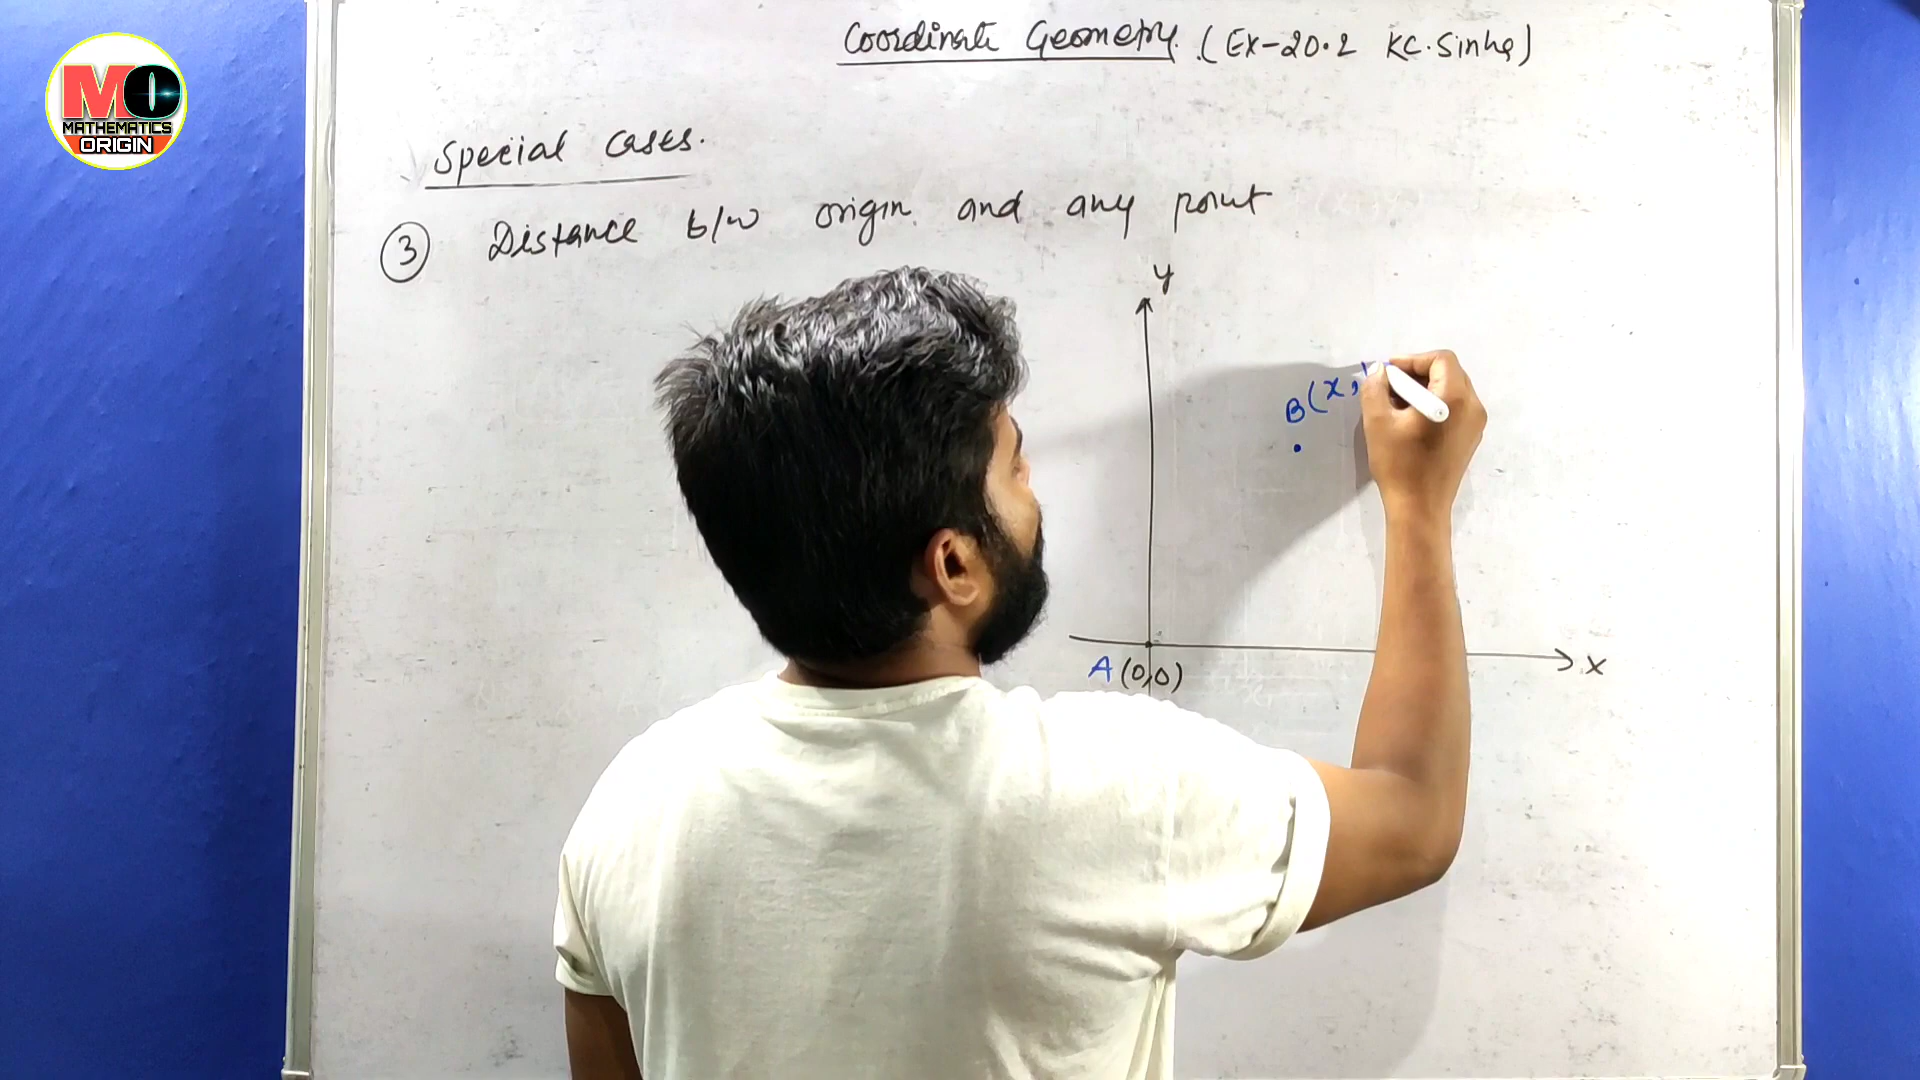 MO
MATHEMATICS
ORIGIN
Coordinate Geometry. (Ex-20.2 KC.Sinha)
Special Cases.
3 Distance b/w origin and any point
y
B(x,
A(0,0)
x